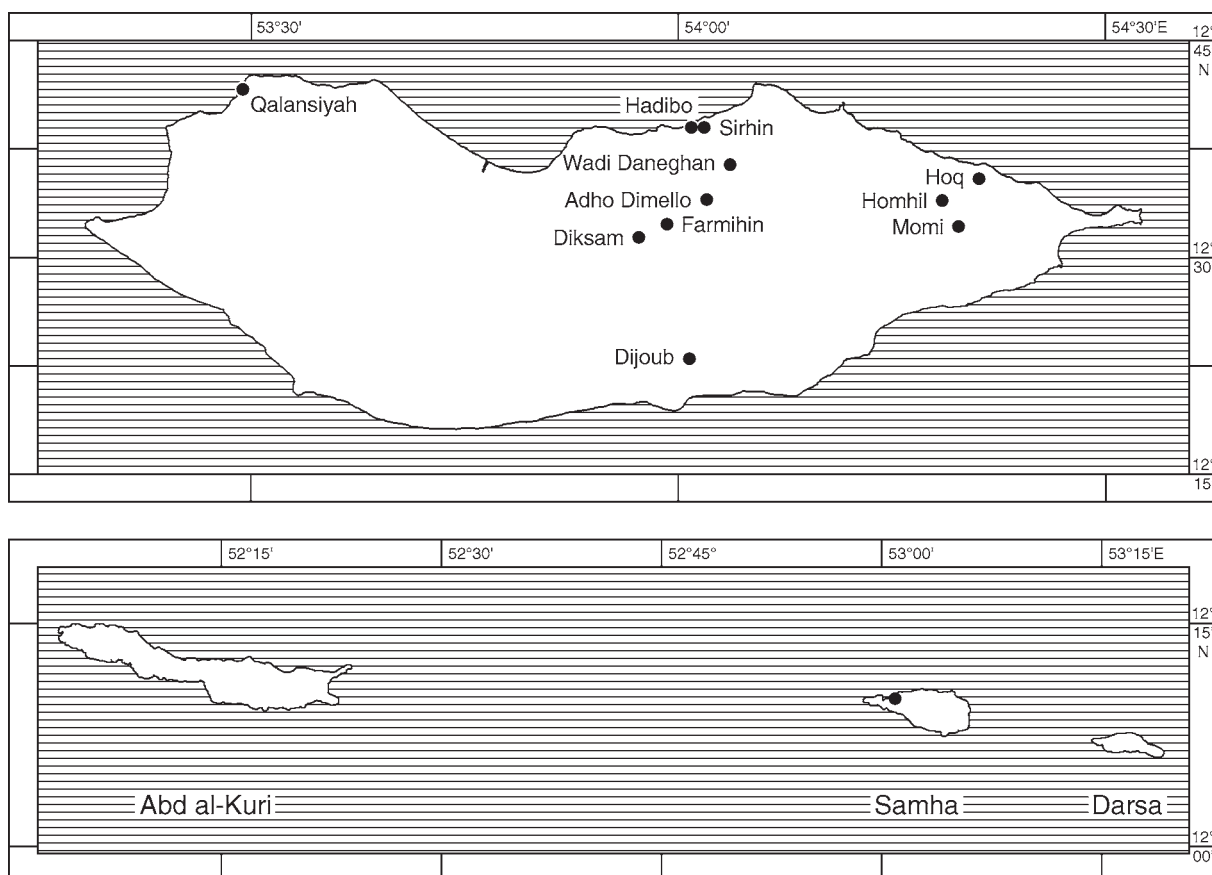 53°30'
54°00'
54°30'E
12°
45'
N
Qalansiyah
Hadibo
Sirhin
Wadi Daneghan
Hoq
Adho Dimello
Homhil
Farmihin
Momi
Diksam
12°
30'
Dijoub
12°
15'
52°15'
52°30'
52°45°
53°00'
53°15'E
12°
15'
N
Abd al-Kuri
Samha
Darsa
12°
00'